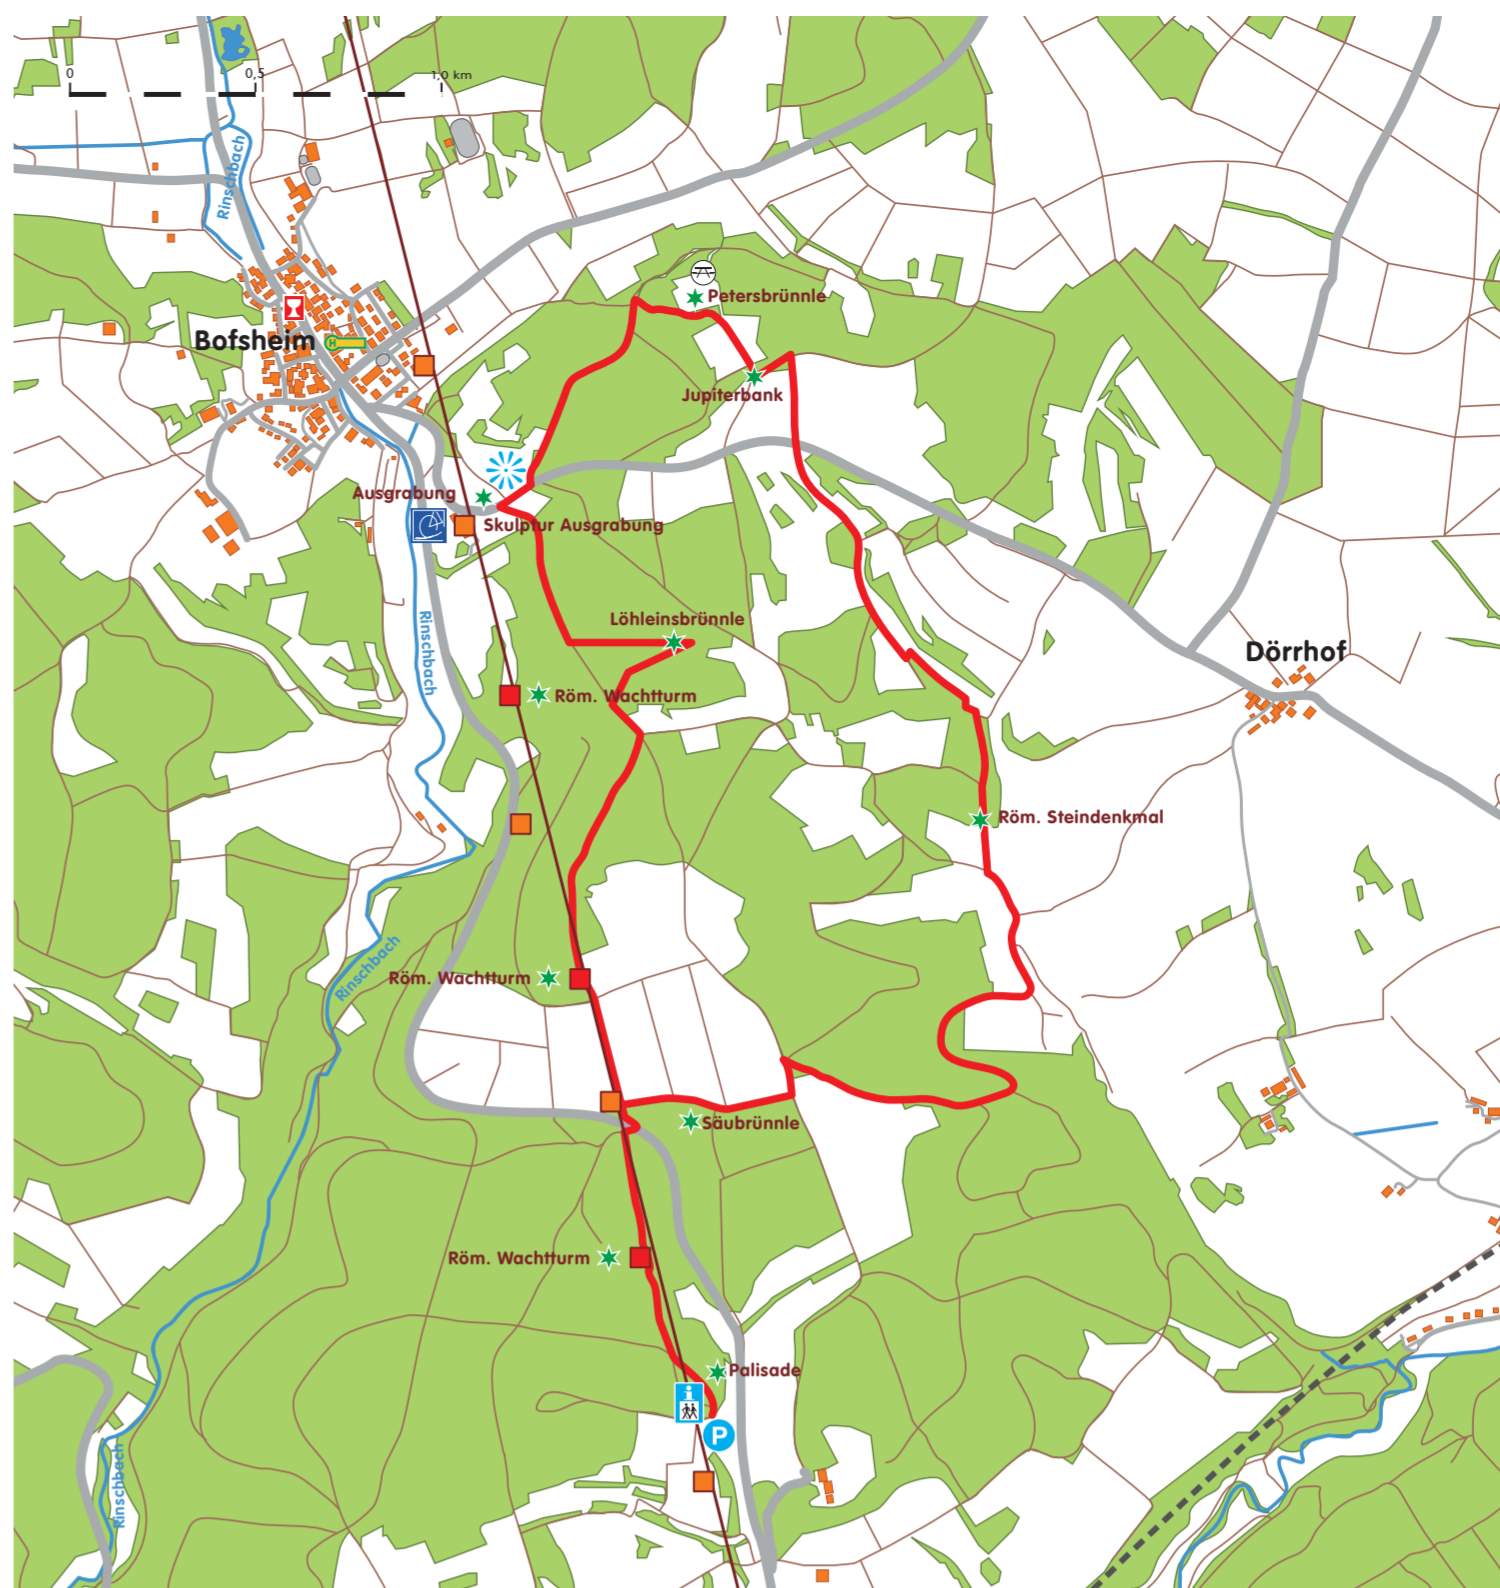 0
0,5
1,0 km
Rinschbach
Petersbrünnle
Bofsheim
H
Jupiterbank
Ausgrabung
Skulptur Ausgrabung
Löhleinsbrünnle
Rinschbach
Dörrhof
Röm. Wachtturm
Röm. Steindenkmal
Rinschbach
Röm. Wachtturm
Säubrünnle
Röm. Wachtturm
Palisade
i
P
Rinschbach